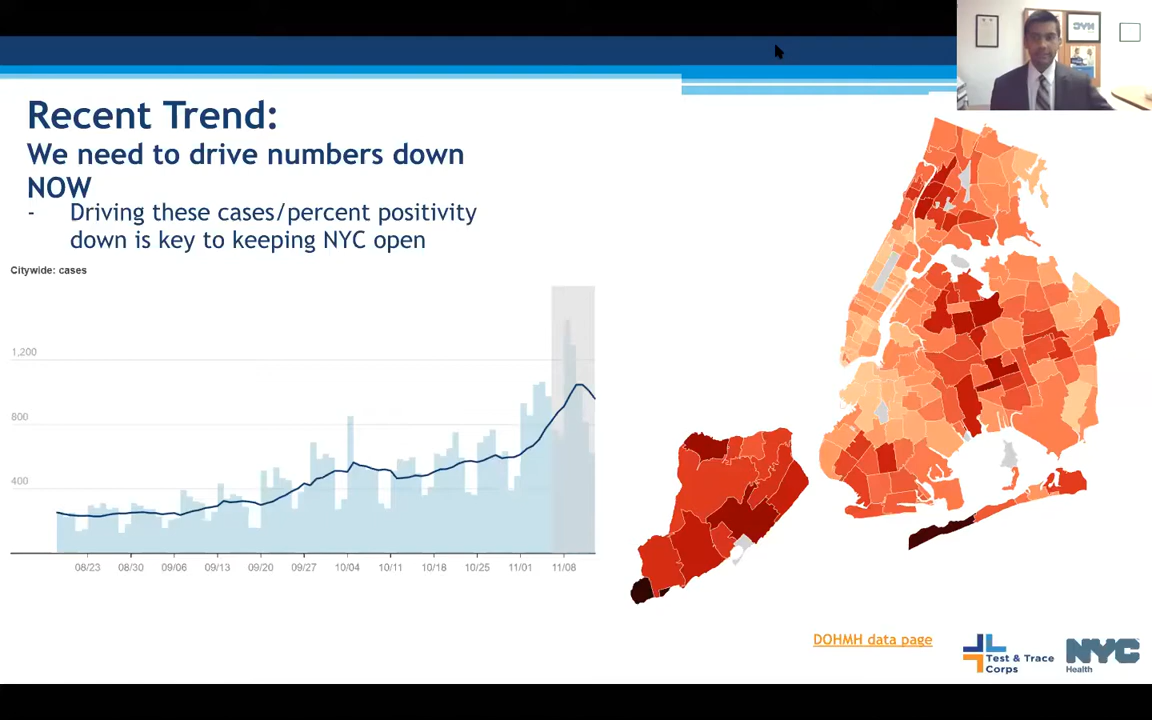 Recent Trend:
We need to drive numbers down
NOW
- Driving these cases/percent positivity
down is key to keeping NYC open
Citywide: cases
1,200
800
400
08/23 08/30 09/06 09/13 09/20 09/27 10/04 10/11 10/18 10/25 11/01 11/08
DOHMH data page
Test & Trace
Corps
NYC
Health